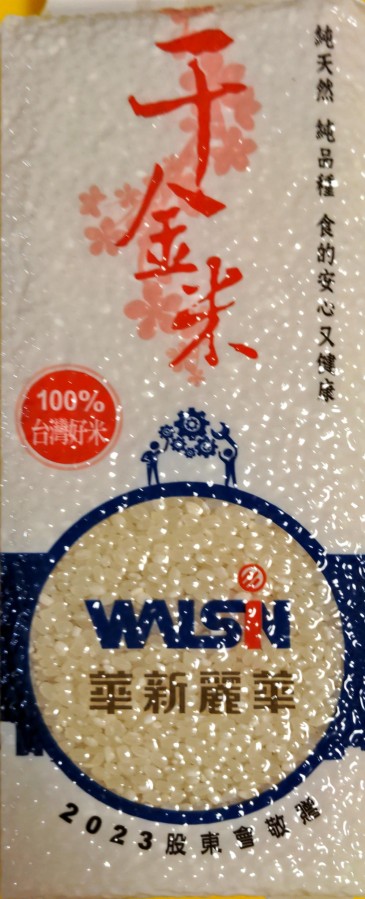 千金米
純天然 純品種 食的安心又健康
100%
台灣好米
WALSiN
華新麗華
2023股東會敬贈